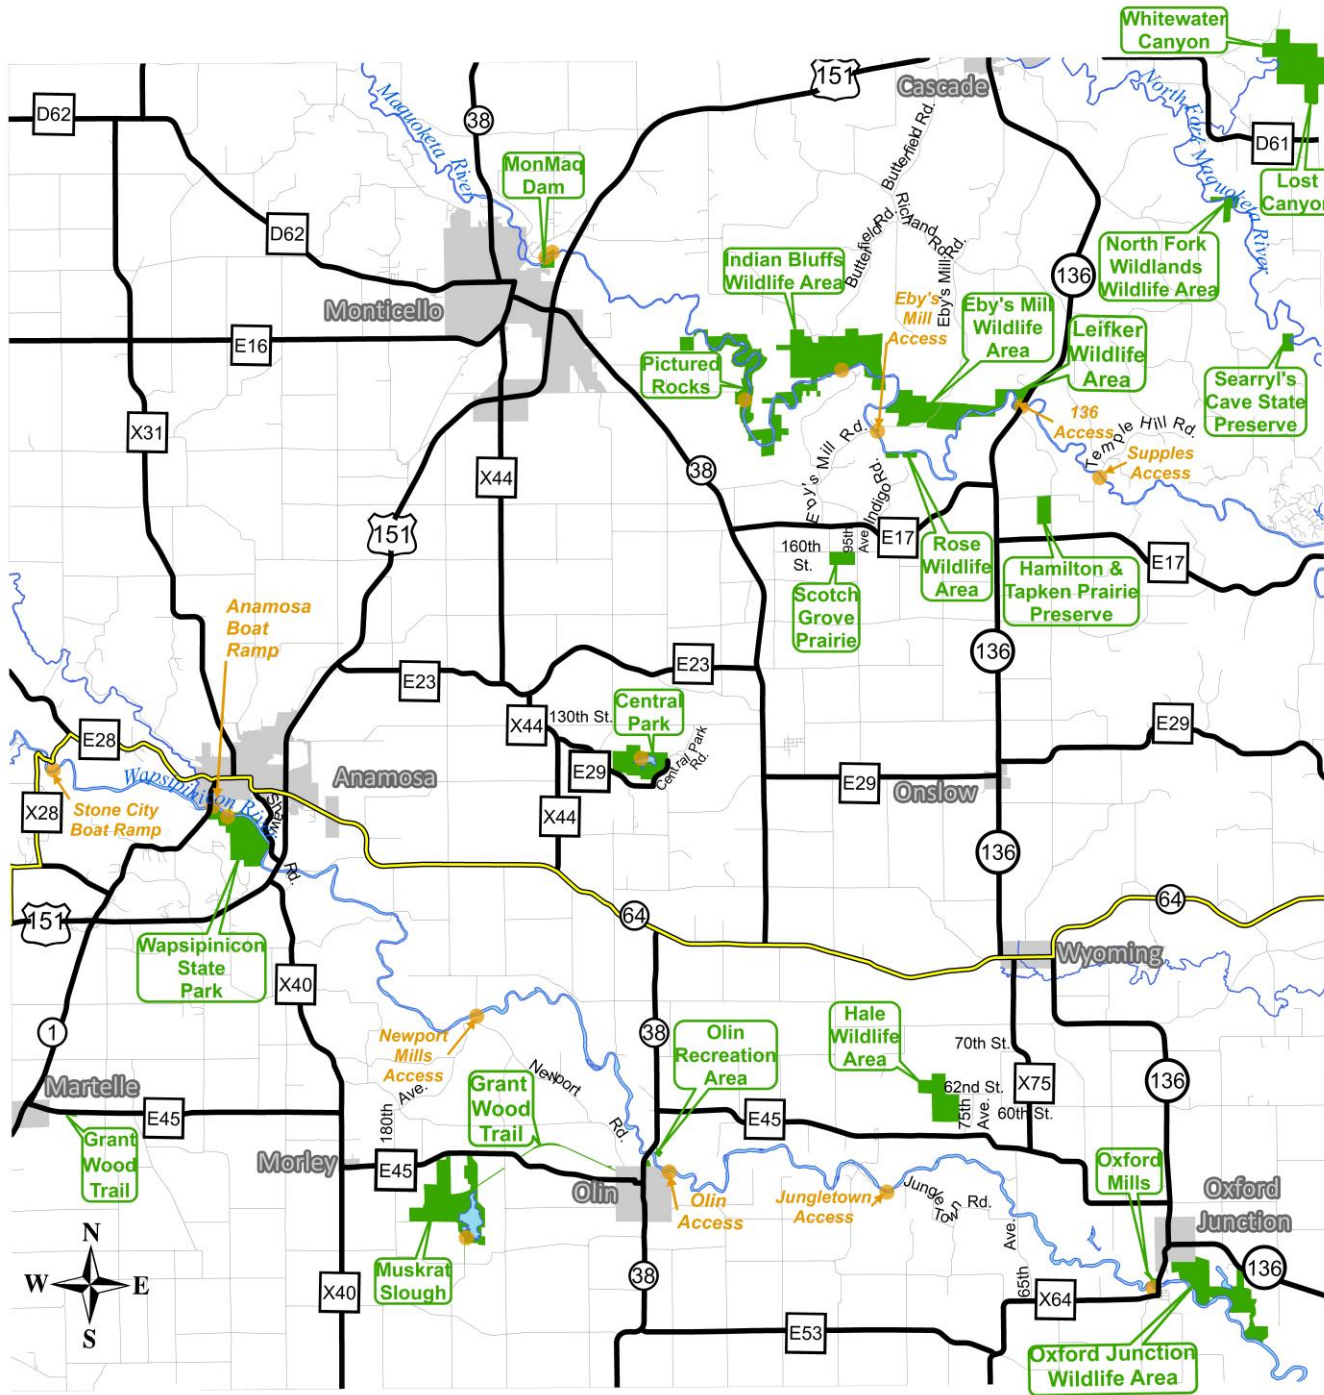 Whitewater
Canyon
151
Cascade
D62
38
Maquoketa River
Butterfield Rd.
North Fork Maquoketa River
D61
MonMaq
Dam
Lost
Canyon
D62
Richland Rd.
Butterfield Rd.
Eby's Mill Rd.
Indian Bluffs
Wildlife Area
136
North Fork
Wildlands
Wildlife Area
Monticello
Eby's
Mill
Access
Eby's Mill
Wildlife
Area
Leifker
Wildlife
Area
E16
Pictured
Rocks
Searryl's
Cave State
Preserve
X31
136
Access
Temple Hill Rd.
Supples
Access
X44
38
Eby's Mill Rd.
Indigo Rd.
151
160th
St.
95th
Ave.
E17
Rose
Wildlife
Area
E17
Scotch
Grove
Prairie
Hamilton &
Tapken Prairie
Preserve
Anamosa
Boat
Ramp
136
E23
E23
Central
Park
130th St.
X44
E28
E29
Central Park
Rd.
E29
Anamosa
E29
Onslow
Wapsipinicon River
Shaw
Rd.
X28
Stone City
Boat Ramp
X44
136
64
64
151
Wapsipinicon
State
Park
Wyoming
X40
1
Newport
Mills
Access
38
Olin
Recreation
Area
Hale
Wildlife
Area
70th St.
Martelle
Newport
Rd.
Grant
Wood
Trail
62nd St.
X75
136
75th
Ave.
60th St.
E45
180th
Ave.
E45
Grant
Wood
Trail
Morley
E45
Olin
Olin
Access
Jungletown
Access
Jungle
Town
Rd.
Oxford
Mills
Oxford
Junction
N
W
E
S
Muskrat
Slough
X40
38
65th
Ave.
X64
136
E53
Oxford Junction
Wildlife Area